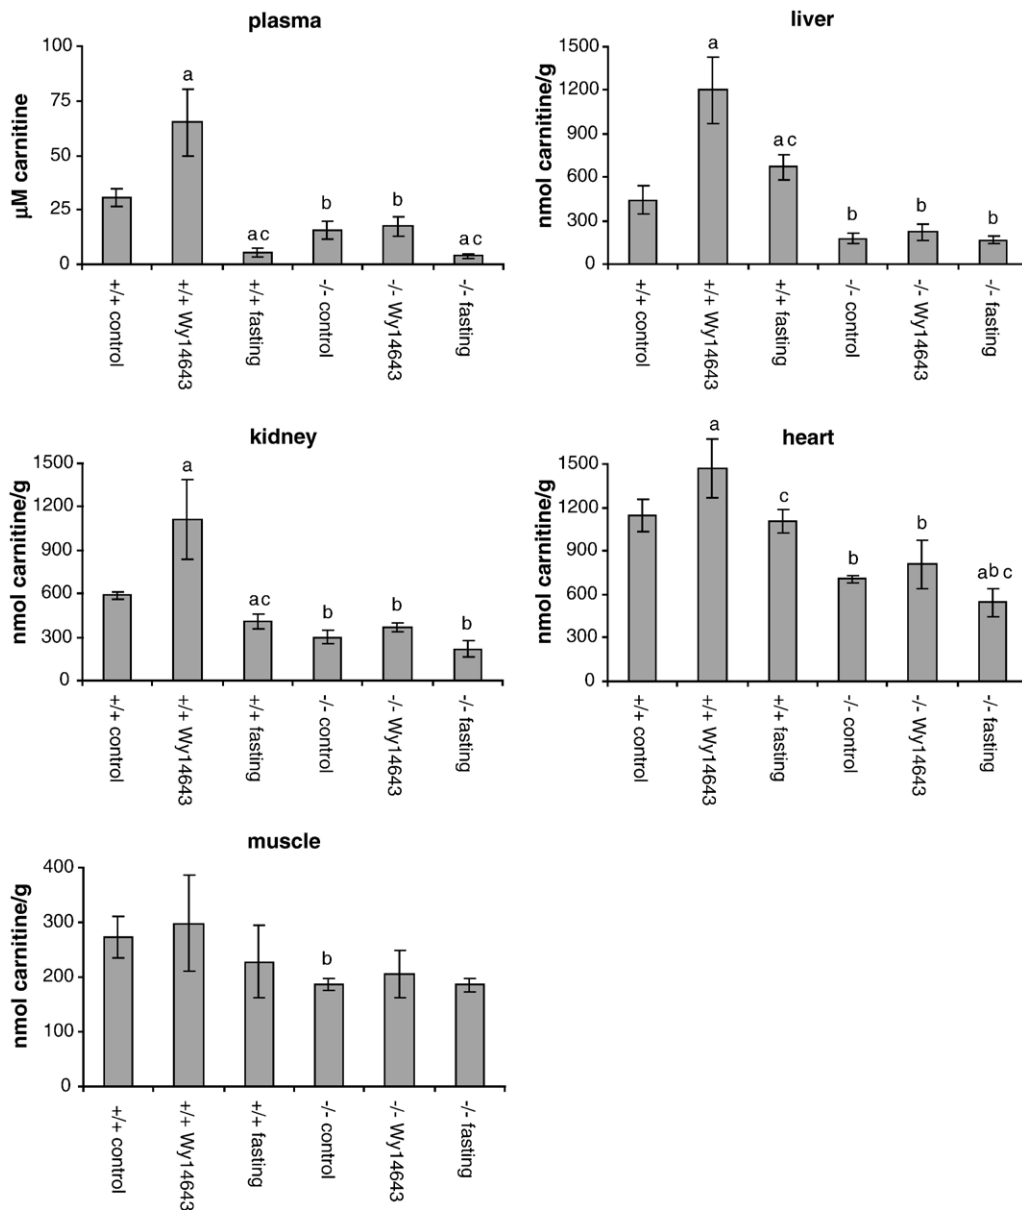 plasma
μM carnitine
100
75
50
25
0
a
a c
b
b
a c
+/+ control
+/+ Wy14643
+/+ fasting
-/- control
-/- Wy14643
-/- fasting
liver
nmol carnitine/g
1500
1200
900
600
300
0
a
a c
b
b
b
+/+ control
+/+ Wy14643
+/+ fasting
-/- control
-/- Wy14643
-/- fasting
kidney
nmol carnitine/g
1500
1200
900
600
300
0
a
a c
b
b
b
+/+ control
+/+ Wy14643
+/+ fasting
-/- control
-/- Wy14643
-/- fasting
heart
nmol carnitine/g
1500
1200
900
600
300
0
a
c
b
b
a b c
+/+ control
+/+ Wy14643
+/+ fasting
-/- control
-/- Wy14643
-/- fasting
muscle
nmol carnitine/g
400
300
200
100
0
b
+/+ control
+/+ Wy14643
+/+ fasting
-/- control
-/- Wy14643
-/- fasting